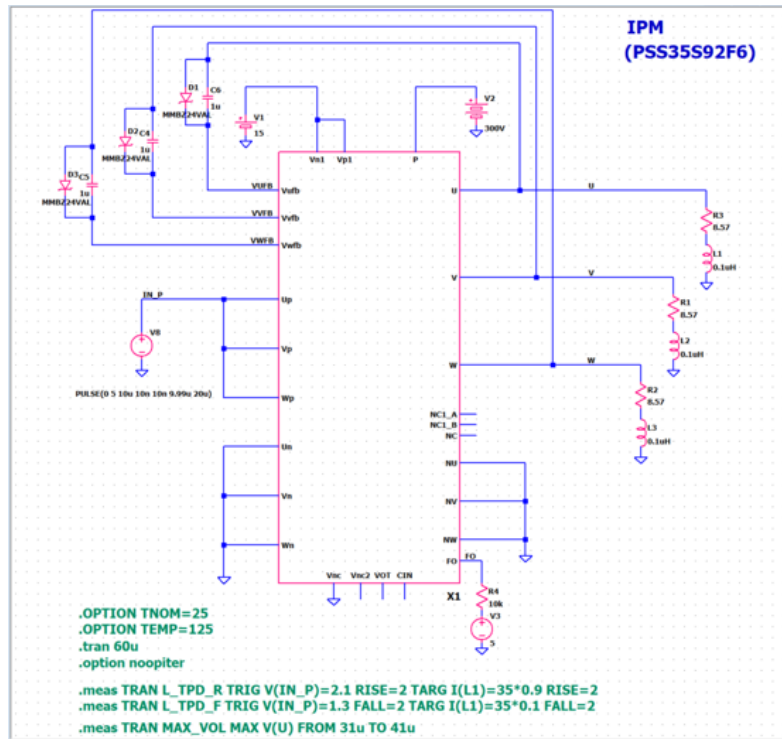 IPM
(PSS35S92F6)
D1
MMBZ24VAL
C6
1u
D2
MMBZ24VAL
C4
1u
D3
MMBZ24VAL
C5
1u
V1
15
V2
300V
Vn1
Vp1
P
VUFB
Vufb
VVFB
Vvfb
VWFB
Vwfb
U
U
R3
8.57
L1
0.1uH
V
V
R1
8.57
L2
0.1uH
W
W
R2
8.57
L3
0.1uH
IN_P
Up
V8
Vp
PULSE(0 5 10u 10n 10n 9.99u 20u)
Wp
NC1_A
NC1_B
NC
Un
NU
Vn
NV
Wn
NW
FO
FO
Vnc
Vnc2
VOT
CIN
X1
R4
10k
V3
5
.OPTION TNOM=25
.OPTION TEMP=125
.tran 60u
.option noopiter
.meas TRAN L_TPD_R TRIG V(IN_P)=2.1 RISE=2 TARG I(L1)=35*0.9 RISE=2
.meas TRAN L_TPD_F TRIG V(IN_P)=1.3 FALL=2 TARG I(L1)=35*0.1 FALL=2
.meas TRAN MAX_VOL MAX V(U) FROM 31u TO 41u